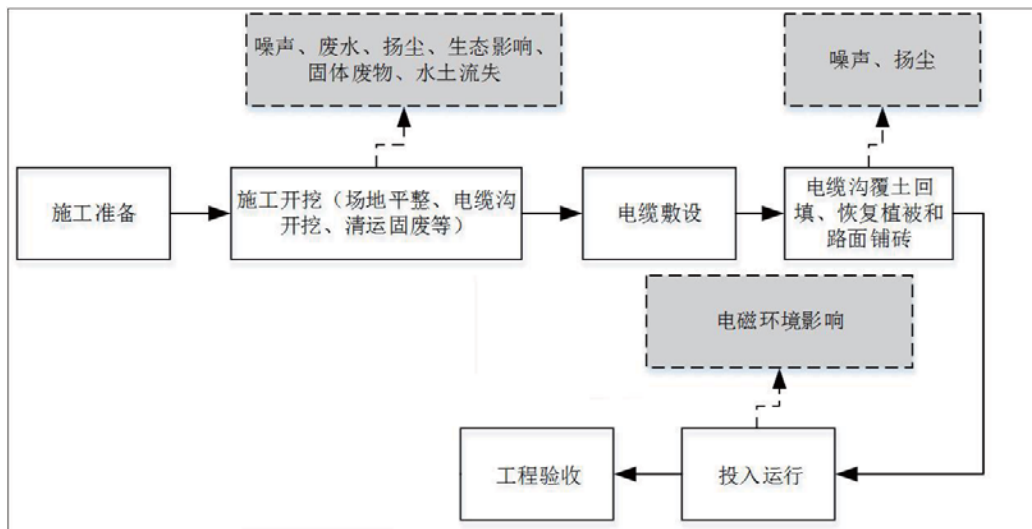 噪声、废水、扬尘、生态影响、
固体废物、水土流失
噪声、扬尘
施工准备
施工开挖（场地平整、电缆沟
开挖、清运固废等）
电缆敷设
电缆沟覆土回
填、恢复植被和
路面铺砖
电磁环境影响
工程验收
投入运行